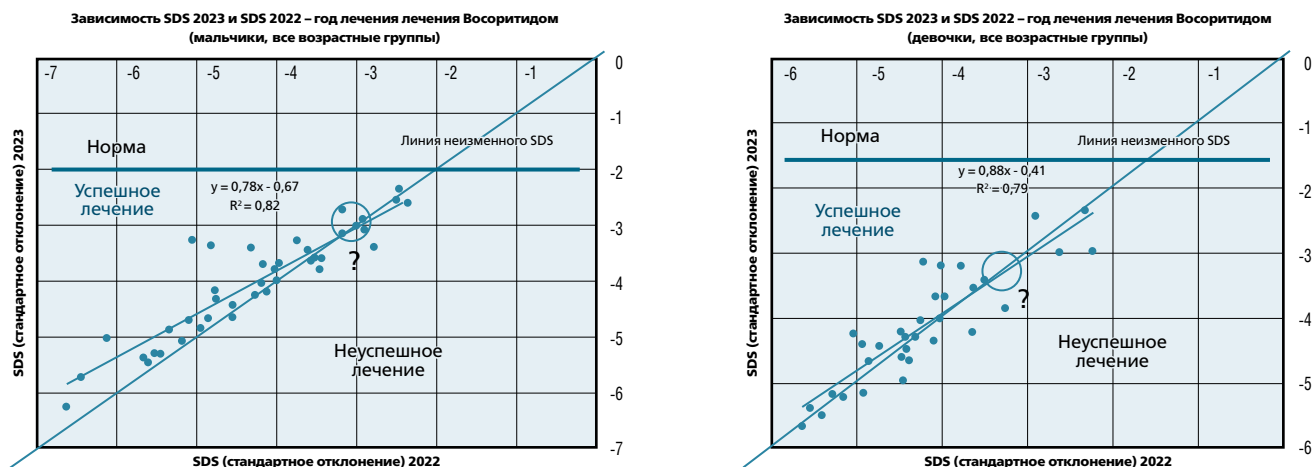 Зависимость SDS 2023 и SDS 2022 – год лечения лечения Восоритидом
(мальчики, все возрастные группы)
-7 -6 -5 -4 -3 -2 -1 0
-1
-2
-3
-4
-5
-6
-7
SDS (стандартное отклонение) 2023
Норма
Линия неизменного SDS
Успешное
лечение
y = 0,78x - 0,67
R² = 0,82
?
Неуспешное
лечение
SDS (стандартное отклонение) 2022
Зависимость SDS 2023 и SDS 2022 – год лечения лечения Восоритидом
(девочки, все возрастные группы)
-6 -5 -4 -3 -2 -1 0
-1
-2
-3
-4
-5
-6
SDS (стандартное отклонение) 2023
Норма
Линия неизменного SDS
y = 0,88x - 0,41
R² = 0,79
Успешное
лечение
?
Неуспешное
лечение
SDS (стандартное отклонение) 2022